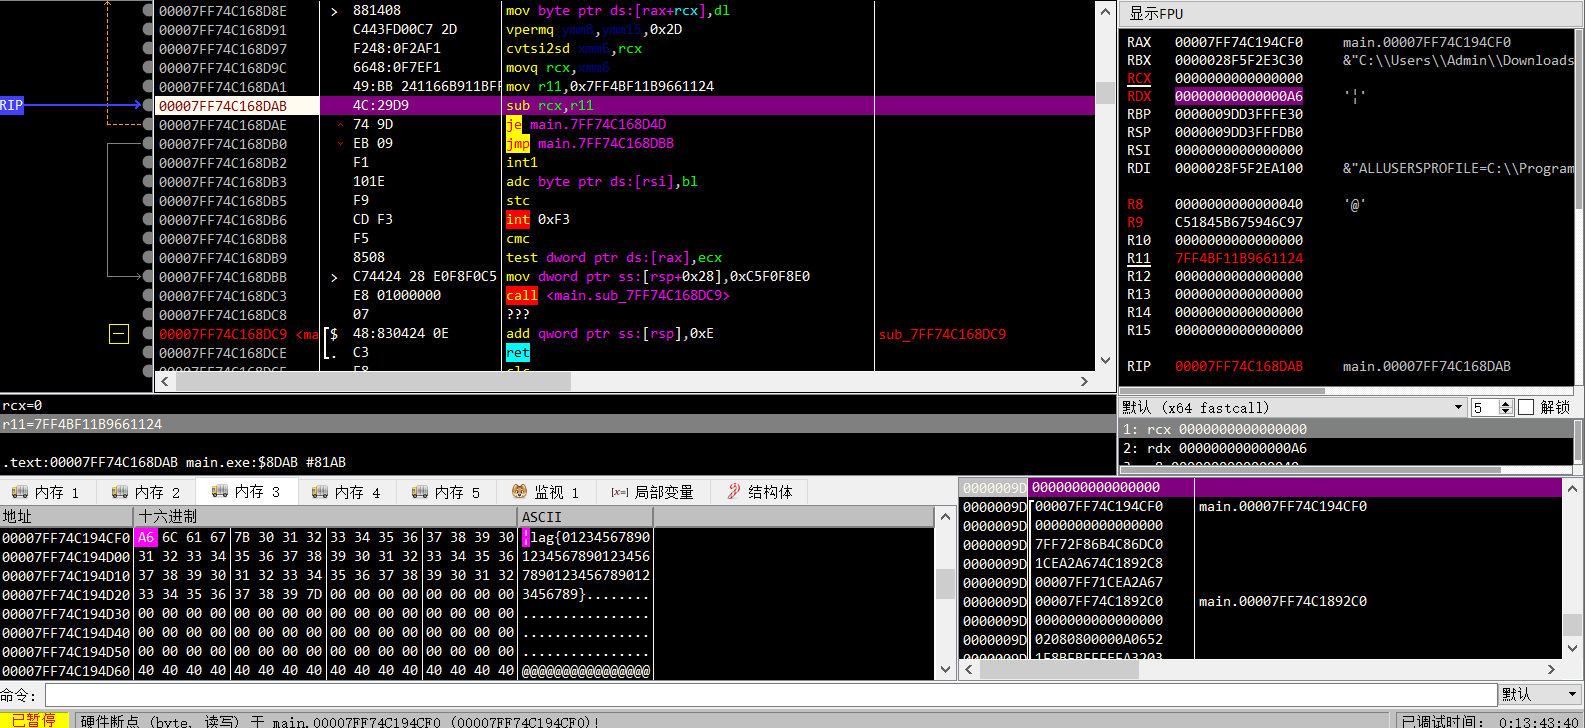 00007FF74C168D8E > 881408 mov byte ptr ds:[rax+rcx],dl
00007FF74C168D91 C443FD00C7 2D vpermq ymm8,ymm15,0x2D
00007FF74C168D97 F248:0F2AF1 cvtsi2sd xmm6,rcx
00007FF74C168D9C 6648:0F7EF1 movq rcx,xmm6
00007FF74C168DA1 49:BB 241166B911BFF mov r11,0x7FF4BF11B9661124
RIP 00007FF74C168DAB 4C:29D9 sub rcx,r11
00007FF74C168DAE 74 9D je main.7FF74C168D4D
00007FF74C168DB0 EB 09 jmp main.7FF74C168DBB
00007FF74C168DB2 F1 int1
00007FF74C168DB3 101E adc byte ptr ds:[rsi],bl
00007FF74C168DB5 F9 stc
00007FF74C168DB6 CD F3 int 0xF3
00007FF74C168DB8 F5 cmc
00007FF74C168DB9 8508 test dword ptr ds:[rax],ecx
00007FF74C168DBB > C74424 28 E0F8F0C5 mov dword ptr ss:[rsp+0x28],0xC5F0F8E0
00007FF74C168DC3 E8 01000000 call <main.sub_7FF74C168DC9>
00007FF74C168DC8 07 ???
00007FF74C168DC9 <ma $ 48:830424 0E add qword ptr ss:[rsp],0xE sub_7FF74C168DC9
00007FF74C168DCE . C3 ret
显示FPU
RAX 00007FF74C194CF0 main.00007FF74C194CF0
RBX 0000028F5F2E3C30 &"C:\\Users\\Admin\\Downloads
RCX 0000000000000000
RDX 00000000000000A6 '¦'
RBP 0000009DD3FFFE30
RSP 0000009DD3FFFDB0
RSI 0000000000000000
RDI 0000028F5F2EA100 &"ALLUSERSPROFILE=C:\\Program
R8 0000000000000040 '@'
R9 C51845B675946C97
R10 0000000000000000
R11 7FF4BF11B9661124
R12 0000000000000000
R13 0000000000000000
R14 0000000000000000
R15 0000000000000000
RIP 00007FF74C168DAB main.00007FF74C168DAB
rcx=0
r11=7FF4BF11B9661124
.text:00007FF74C168DAB main.exe:$8DAB #81AB
默认 (x64 fastcall) 5 解锁
1: rcx 0000000000000000
2: rdx 00000000000000A6
内存 1 内存 2 内存 3 内存 4 内存 5 监视 1 [x=] 局部变量 结构体
地址 十六进制 ASCII
00007FF74C194CF0 A6 6C 61 67 7B 30 31 32 33 34 35 36 37 38 39 30 ¦lag{01234567890
00007FF74C194D00 31 32 33 34 35 36 37 38 39 30 31 32 33 34 35 36 1234567890123456
00007FF74C194D10 37 38 39 30 31 32 33 34 35 36 37 38 39 30 31 32 7890123456789012
00007FF74C194D20 33 34 35 36 37 38 39 7D 00 00 00 00 00 00 00 00 3456789}........
00007FF74C194D30 00 00 00 00 00 00 00 00 00 00 00 00 00 00 00 00 ................
00007FF74C194D40 00 00 00 00 00 00 00 00 00 00 00 00 00 00 00 00 ................
00007FF74C194D50 00 00 00 00 00 00 00 00 00 00 00 00 00 00 00 00 ................
00007FF74C194D60 40 40 40 40 40 40 40 40 40 40 40 40 40 40 40 40 @@@@@@@@@@@@@@@@
0000009D 0000000000000000
0000009D 00007FF74C194CF0 main.00007FF74C194CF0
0000009D 0000000000000000
0000009D 7FF72F86B4C86DC0
0000009D 1CEA2A674C1892C8
0000009D 00007FF71CEA2A67
0000009D 00007FF74C1892C0 main.00007FF74C1892C0
0000009D 0000000000000000
0000009D 02080800000A0652
命令: 默认
已暂停 硬件断点 (byte, 读写) 于 main.00007FF74C194CF0 (00007FF74C194CF0)! 已调试时间: 0:13:43:40